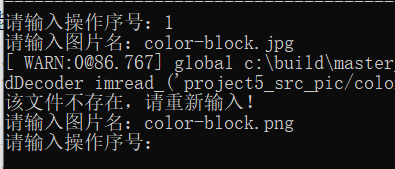 请输入操作序号：1
请输入图片名：color-block.jpg
[ WARN:0@86.767] global c:\build\master_
dDecoder imread_('project5_src_pic/colo
该文件不存在，请重新输入！
请输入图片名：color-block.png
请输入操作序号：